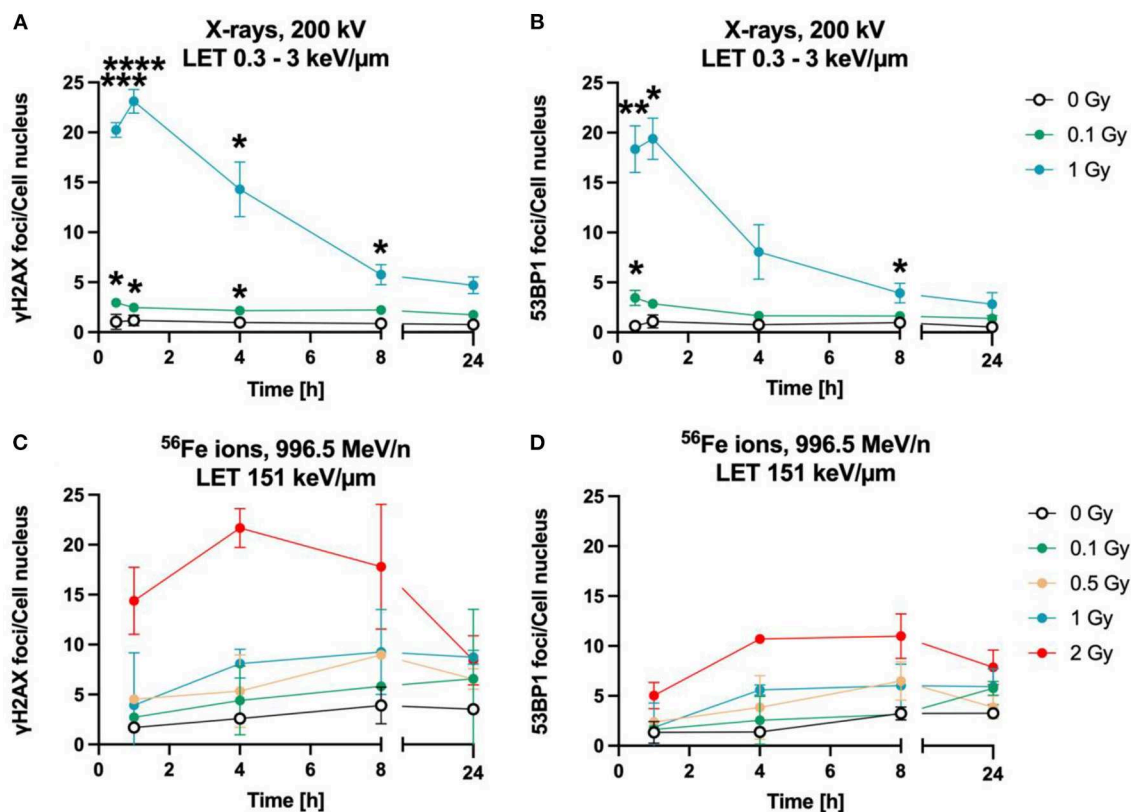 A
X-rays, 200 kV
LET 0.3 - 3 keV/µm
γH2AX foci/Cell nucleus
25
20
15
10
5
0
****
***
*
*
*
*
*
0
2
4
6
8
24
Time [h]
B
X-rays, 200 kV
LET 0.3 - 3 keV/µm
53BP1 foci/Cell nucleus
25
20
15
10
5
0
**
*
*
*
0
2
4
6
8
24
Time [h]
0 Gy
0.1 Gy
1 Gy
C
⁵⁶Fe ions, 996.5 MeV/n
LET 151 keV/µm
γH2AX foci/Cell nucleus
25
20
15
10
5
0
0
2
4
6
8
24
Time [h]
D
⁵⁶Fe ions, 996.5 MeV/n
LET 151 keV/µm
53BP1 foci/Cell nucleus
25
20
15
10
5
0
0
2
4
6
8
24
Time [h]
0 Gy
0.1 Gy
0.5 Gy
1 Gy
2 Gy